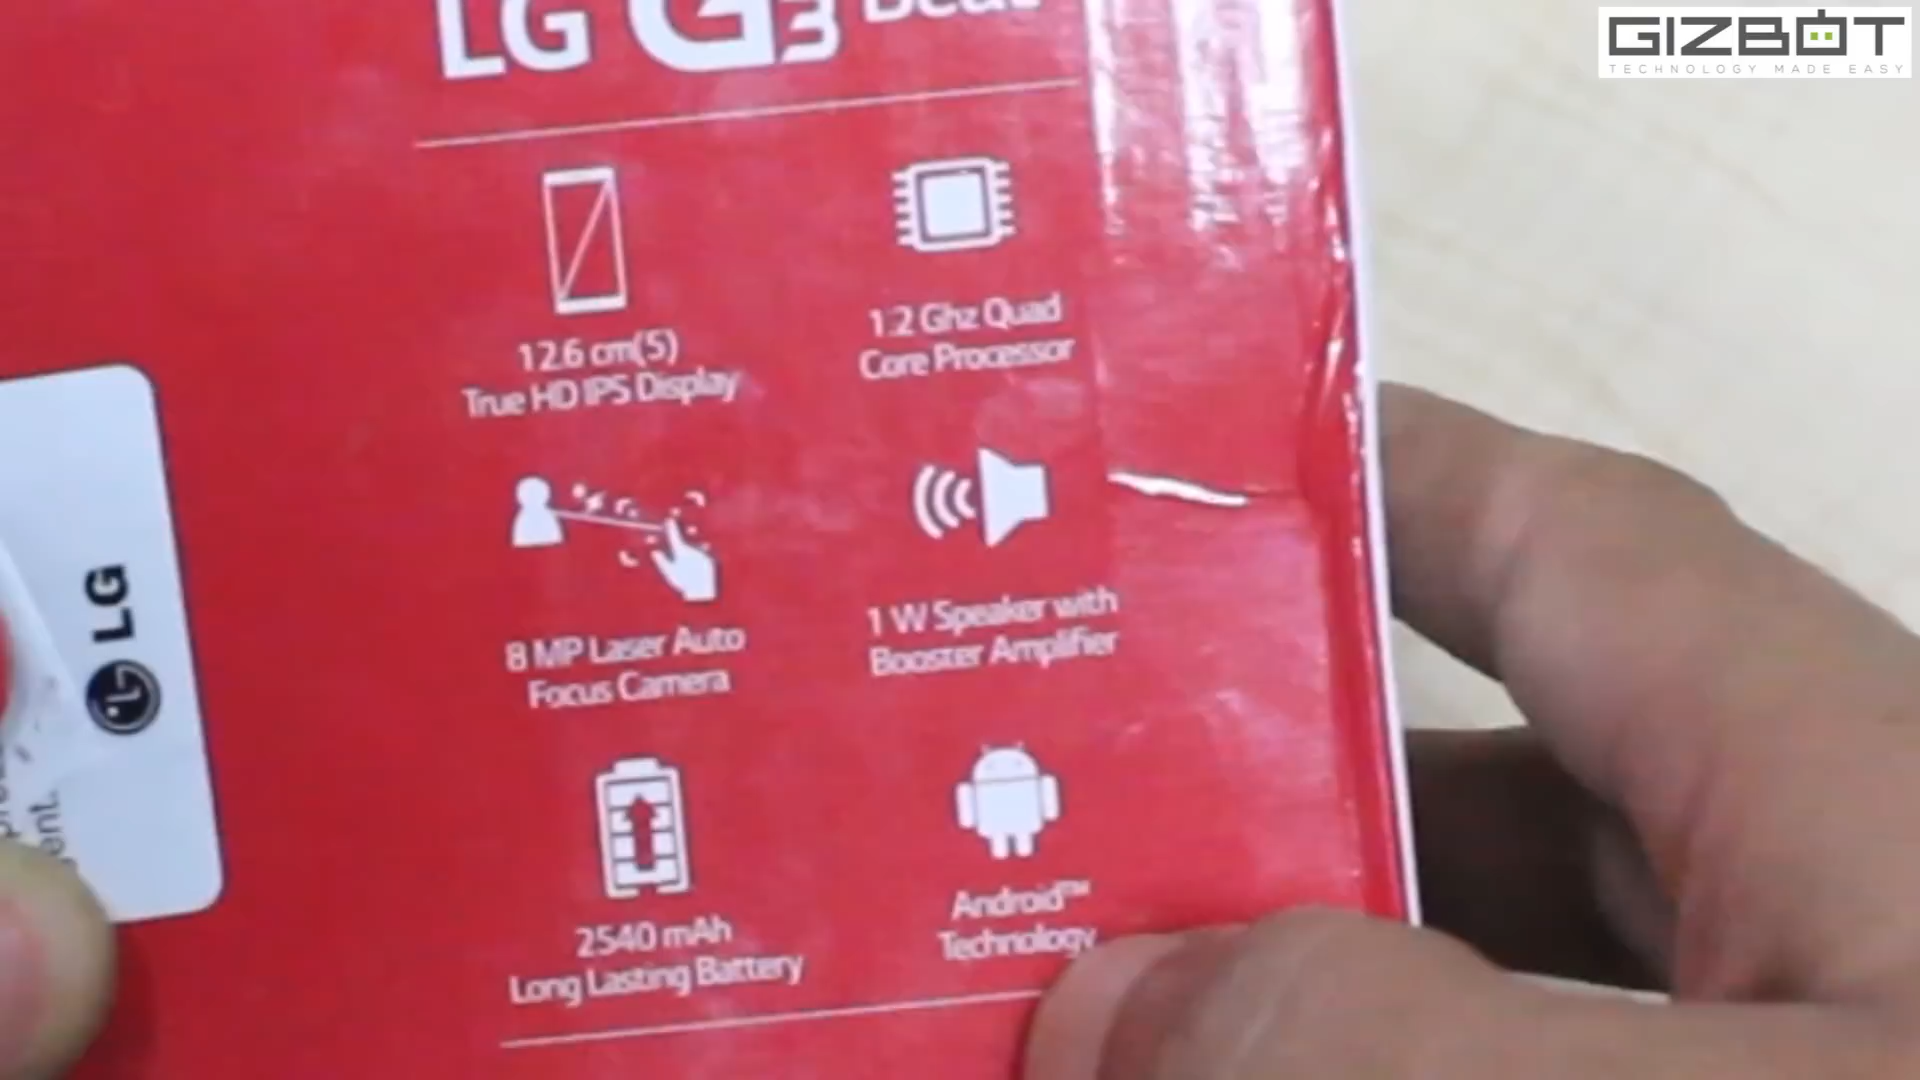 GIZBOT
TECHNOLOGY MADE EASY
LG G3 Beat
12.6 cm(5)
True HD IPS Display
1.2 Ghz Quad
Core Processor
8 MP Laser Auto
Focus Camera
1 W Speaker with
Booster Amplifier
2540 mAh
Long Lasting Battery
Android™
Technology
LG